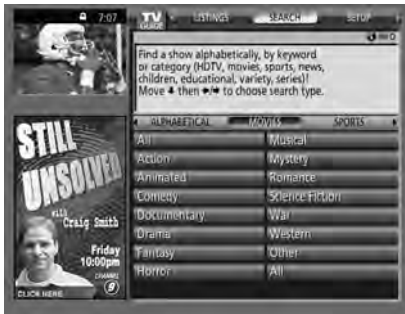 7:07
TV GUIDE
LISTINGS
SEARCH
SETUP
Find a show alphabetically, by keyword
or category (HDTV, movies, sports, news,
children, educational, variety, series)!
Move ↓ then ←/→ to choose search type.
ALPHABETICAL
MOVIES
SPORTS
All
Musical
Action
Mystery
Animated
Romance
Comedy
Science Fiction
Documentary
War
Drama
Western
Fantasy
Other
Horror
All
STILL
UNSOLVED
with
Craig Smith
Friday
10:00pm
CHANNEL
9
CLICK HERE